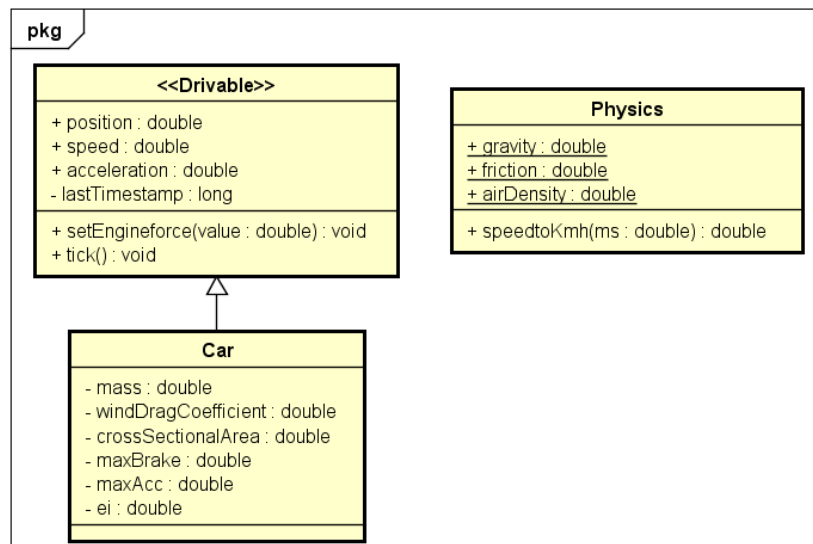 pkg
<<Drivable>>
+ position : double
+ speed : double
+ acceleration : double
- lastTimestamp : long
+ setEngineforce(value : double) : void
+ tick() : void
Physics
+ gravity : double
+ friction : double
+ airDensity : double
+ speedtoKmh(ms : double) : double
Car
- mass : double
- windDragCoefficient : double
- crossSectionalArea : double
- maxBrake : double
- maxAcc : double
- ei : double